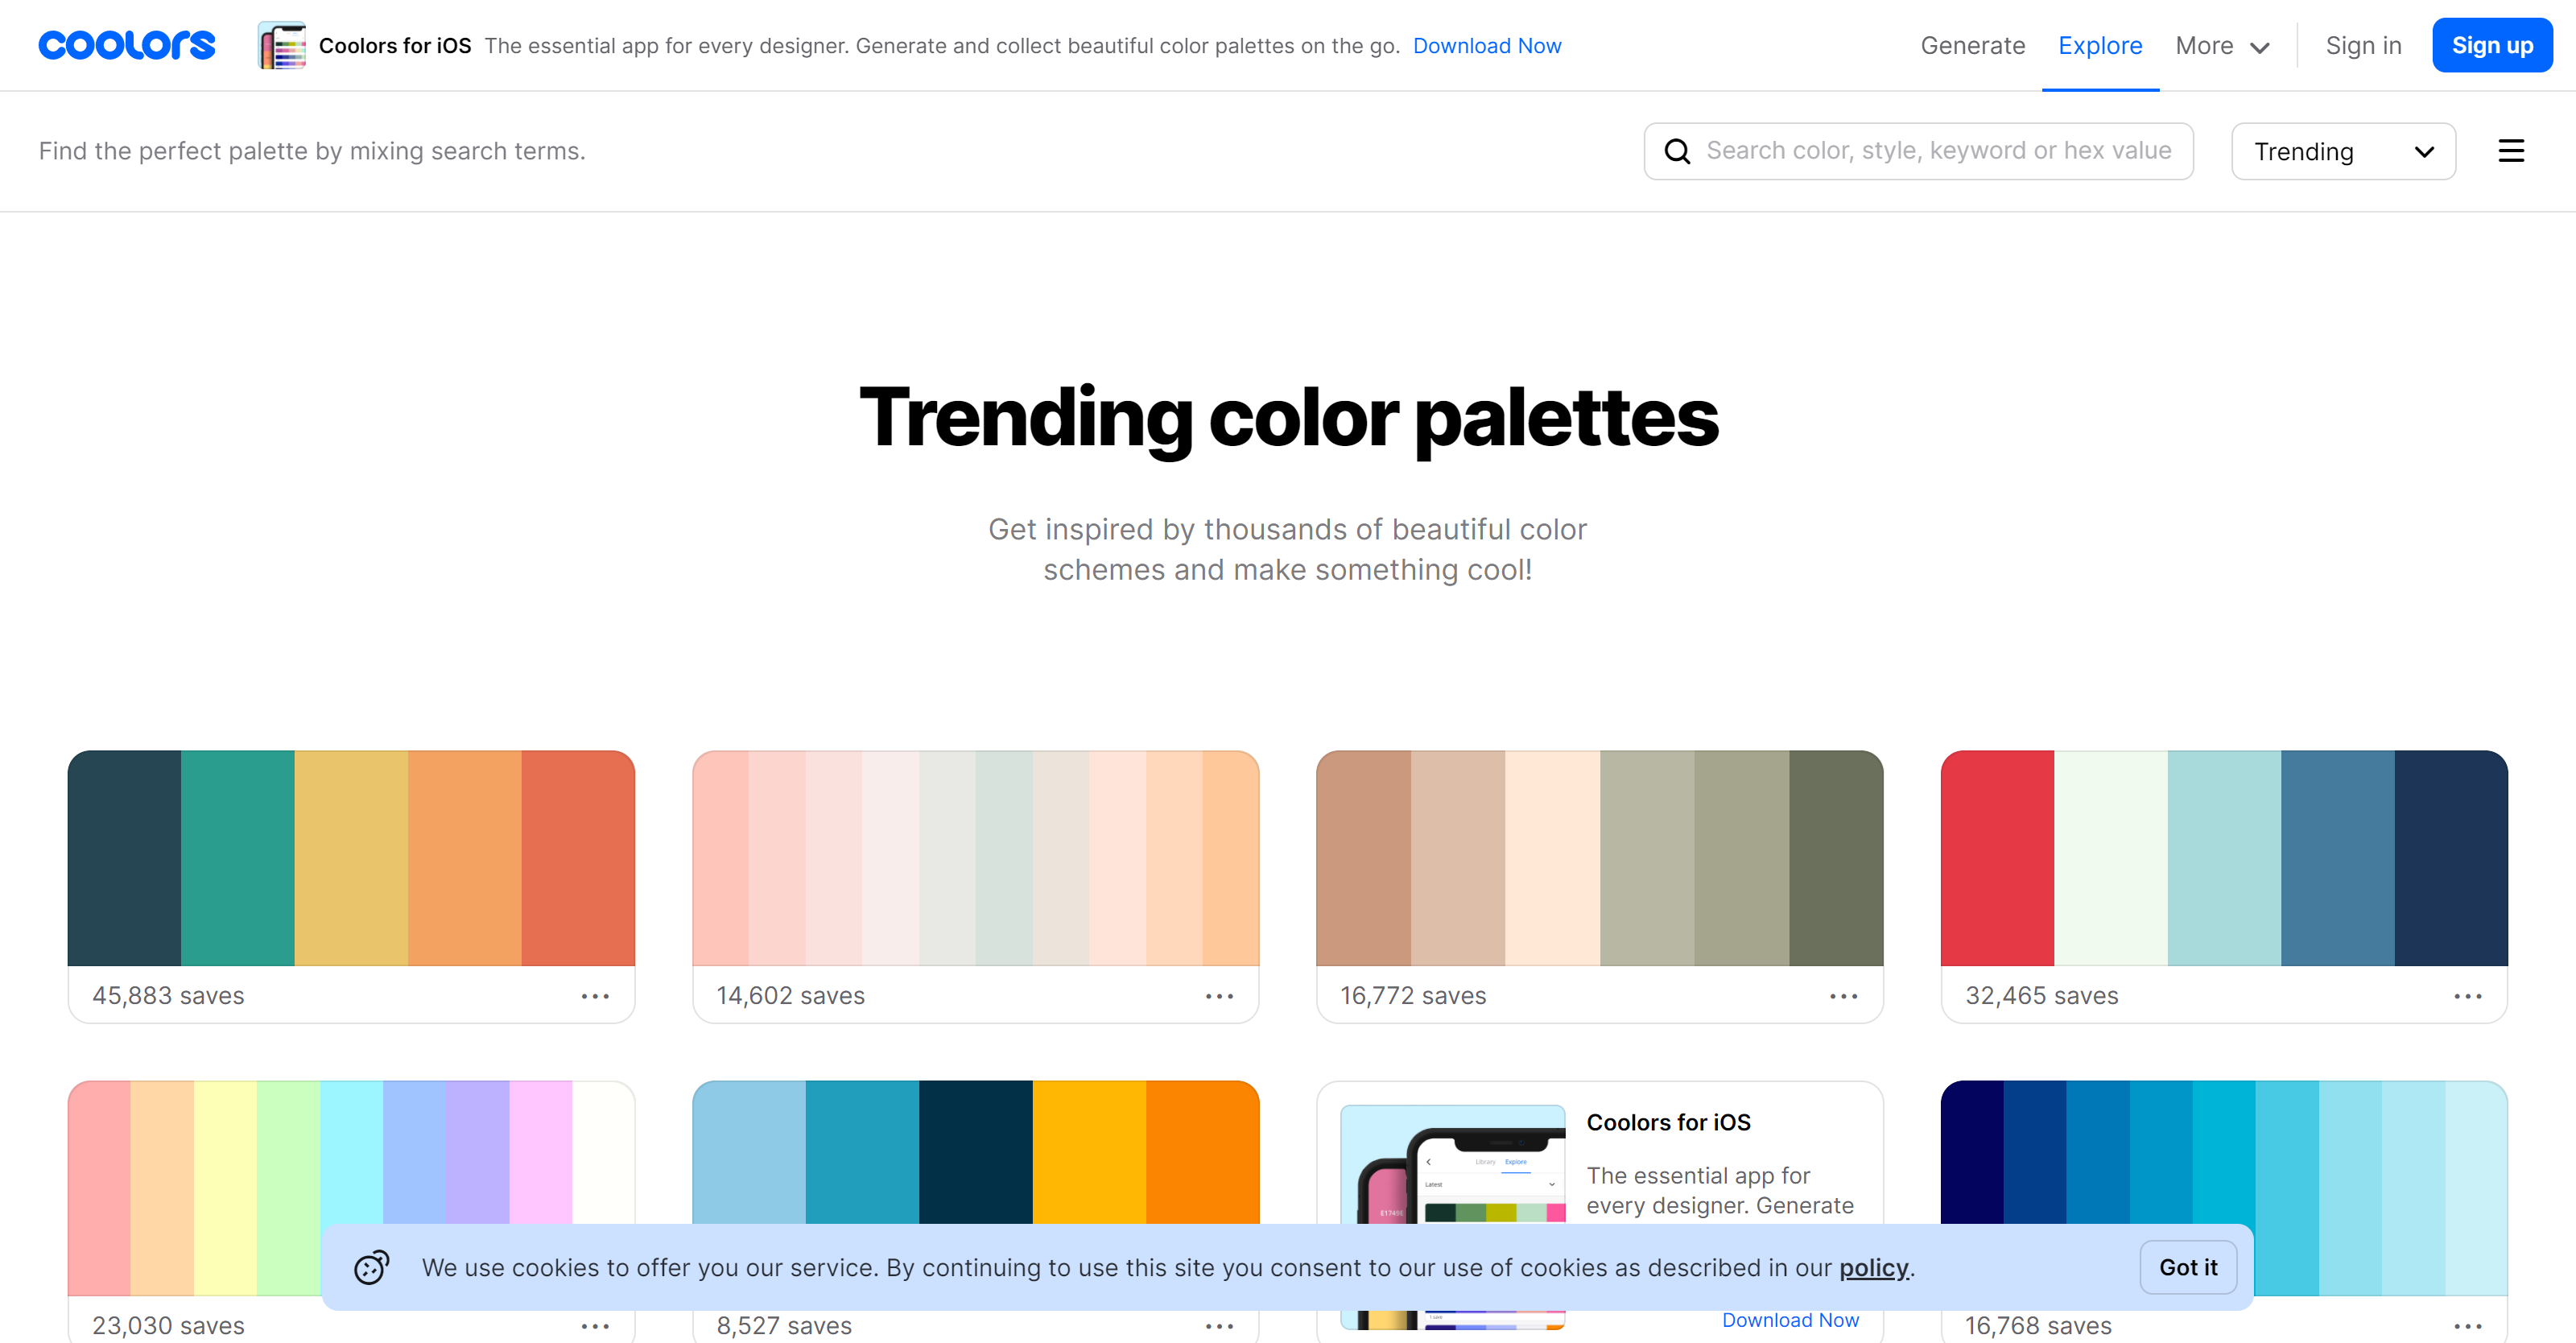 coolors
Coolors for iOS The essential app for every designer. Generate and collect beautiful color palettes on the go. Download Now
Generate Explore More Sign in Sign up
Find the perfect palette by mixing search terms.
Search color, style, keyword or hex value
Trending
Trending color palettes
Get inspired by thousands of beautiful color
schemes and make something cool!
45,883 saves
14,602 saves
16,772 saves
32,465 saves
Library Explore
Latest
E1749E
Coolors for iOS
The essential app for
every designer. Generate
Download Now
We use cookies to offer you our service. By continuing to use this site you consent to our use of cookies as described in our policy.
Got it
23,030 saves
8,527 saves
16,768 saves